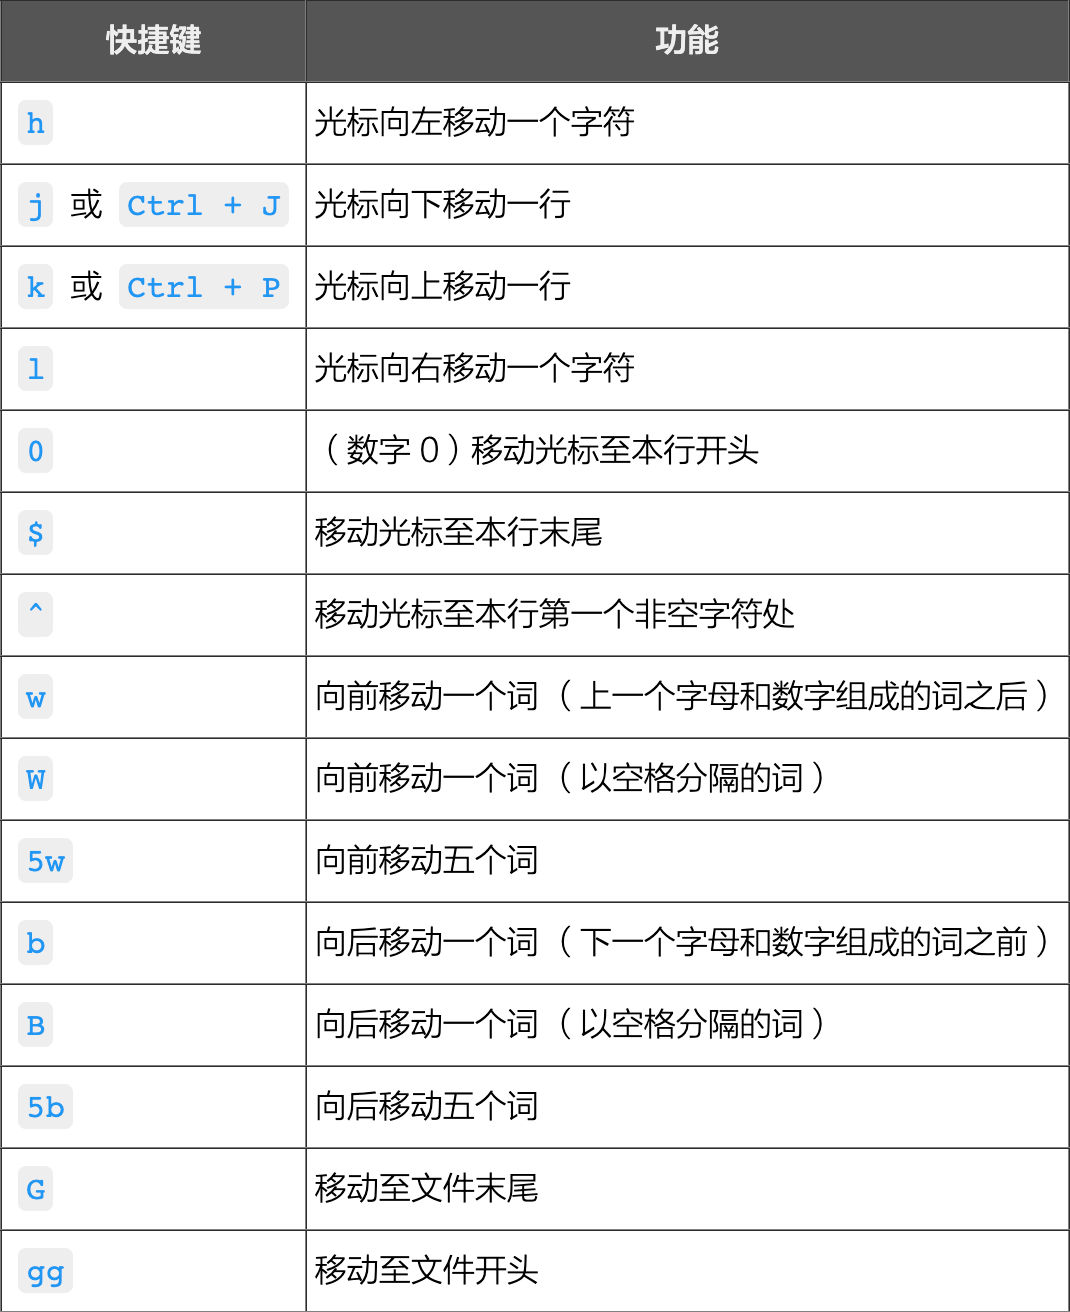 快捷键 功能
h 光标向左移动一个字符
j 或 Ctrl + J 光标向下移动一行
k 或 Ctrl + P 光标向上移动一行
l 光标向右移动一个字符
0 （数字 0）移动光标至本行开头
$ 移动光标至本行末尾
^ 移动光标至本行第一个非空字符处
w 向前移动一个词（上一个字母和数字组成的词之后）
W 向前移动一个词（以空格分隔的词）
5w 向前移动五个词
b 向后移动一个词（下一个字母和数字组成的词之前）
B 向后移动一个词（以空格分隔的词）
5b 向后移动五个词
G 移动至文件末尾
gg 移动至文件开头